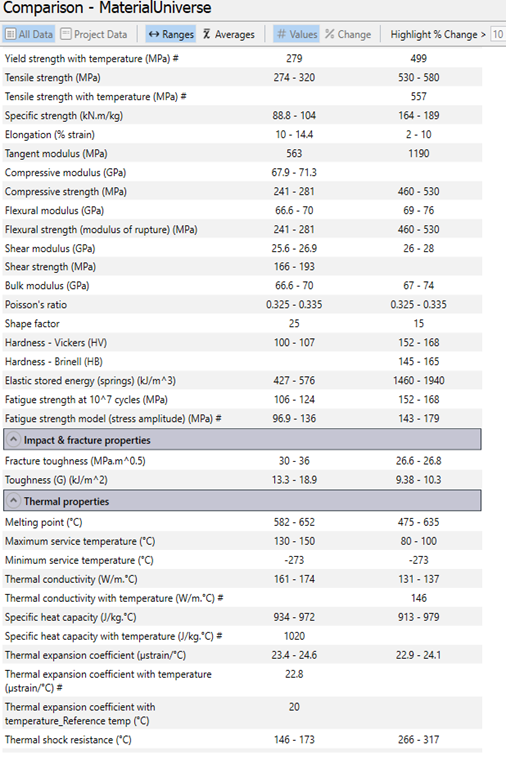 Comparison - MaterialUniverse
All Data Project Data Ranges x̄ Averages # Values % Change Highlight % Change > 10
Yield strength with temperature (MPa) # 279 499
Tensile strength (MPa) 274 - 320 530 - 580
Tensile strength with temperature (MPa) # 557
Specific strength (kN.m/kg) 88.8 - 104 164 - 189
Elongation (% strain) 10 - 14.4 2 - 10
Tangent modulus (MPa) 563 1190
Compressive modulus (GPa) 67.9 - 71.3
Compressive strength (MPa) 241 - 281 460 - 530
Flexural modulus (GPa) 66.6 - 70 69 - 76
Flexural strength (modulus of rupture) (MPa) 241 - 281 460 - 530
Shear modulus (GPa) 25.6 - 26.9 26 - 28
Shear strength (MPa) 166 - 193
Bulk modulus (GPa) 66.6 - 70 67 - 74
Poisson's ratio 0.325 - 0.335 0.325 - 0.335
Shape factor 25 15
Hardness - Vickers (HV) 100 - 107 152 - 168
Hardness - Brinell (HB) 145 - 165
Elastic stored energy (springs) (kJ/m^3) 427 - 576 1460 - 1940
Fatigue strength at 10^7 cycles (MPa) 106 - 124 152 - 168
Fatigue strength model (stress amplitude) (MPa) # 96.9 - 136 143 - 179
Impact & fracture properties
Fracture toughness (MPa.m^0.5) 30 - 36 26.6 - 26.8
Toughness (G) (kJ/m^2) 13.3 - 18.9 9.38 - 10.3
Thermal properties
Melting point (°C) 582 - 652 475 - 635
Maximum service temperature (°C) 130 - 150 80 - 100
Minimum service temperature (°C) -273 -273
Thermal conductivity (W/m.°C) 161 - 174 131 - 137
Thermal conductivity with temperature (W/m.°C) # 146
Specific heat capacity (J/kg.°C) 934 - 972 913 - 979
Specific heat capacity with temperature (J/kg.°C) # 1020
Thermal expansion coefficient (µstrain/°C) 23.4 - 24.6 22.9 - 24.1
Thermal expansion coefficient with temperature 22.8
(µstrain/°C) #
Thermal expansion coefficient with 20
temperature_Reference temp (°C)
Thermal shock resistance (°C) 146 - 173 266 - 317